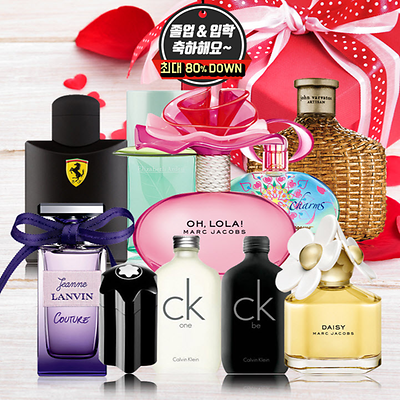 졸업 & 입학
축하해요~
최대 80% DOWN
john varvatos
ARTISAN
Charms
OH, LOLA!
MARC JACOBS
Jeanne
LANVIN
COUTURE
ck
one
Calvin Klein
ck
be
Calvin Klein
DAISY
MARC JACOBS